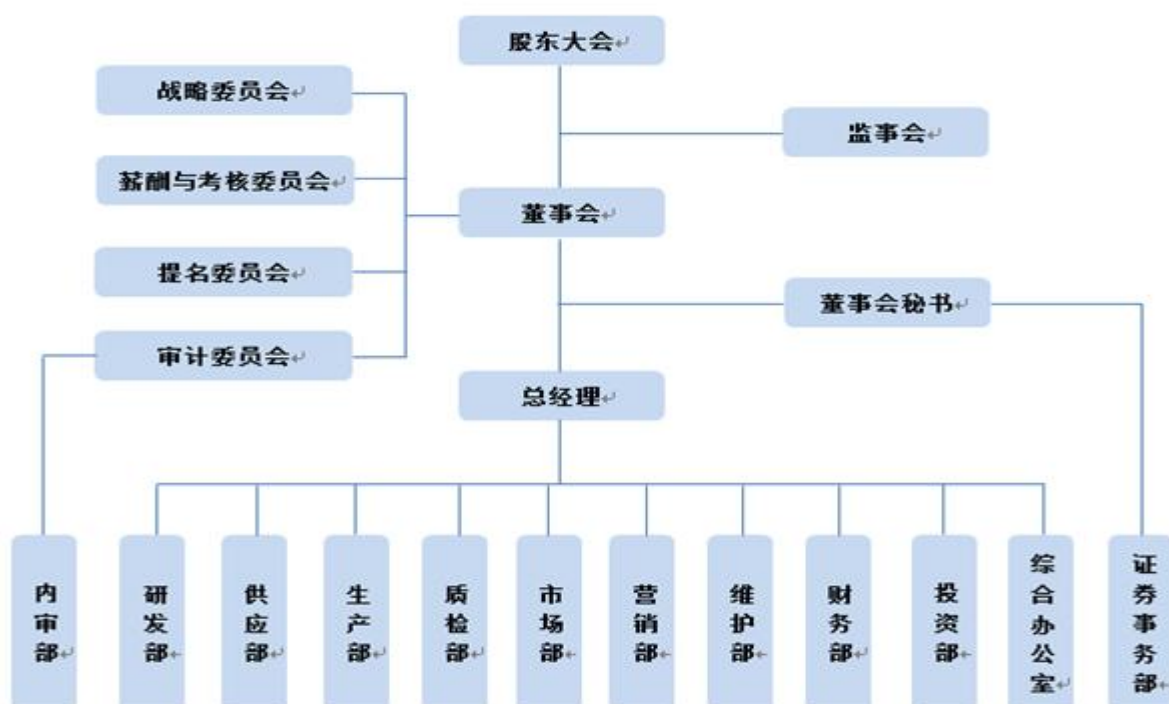 股东大会
战略委员会
监事会
薪酬与考核委员会
董事会
提名委员会
董事会秘书
审计委员会
总经理
内审部
研发部
供应部
生产部
质检部
市场部
营销部
维护部
财务部
投资部
综合办公室
证券事务部